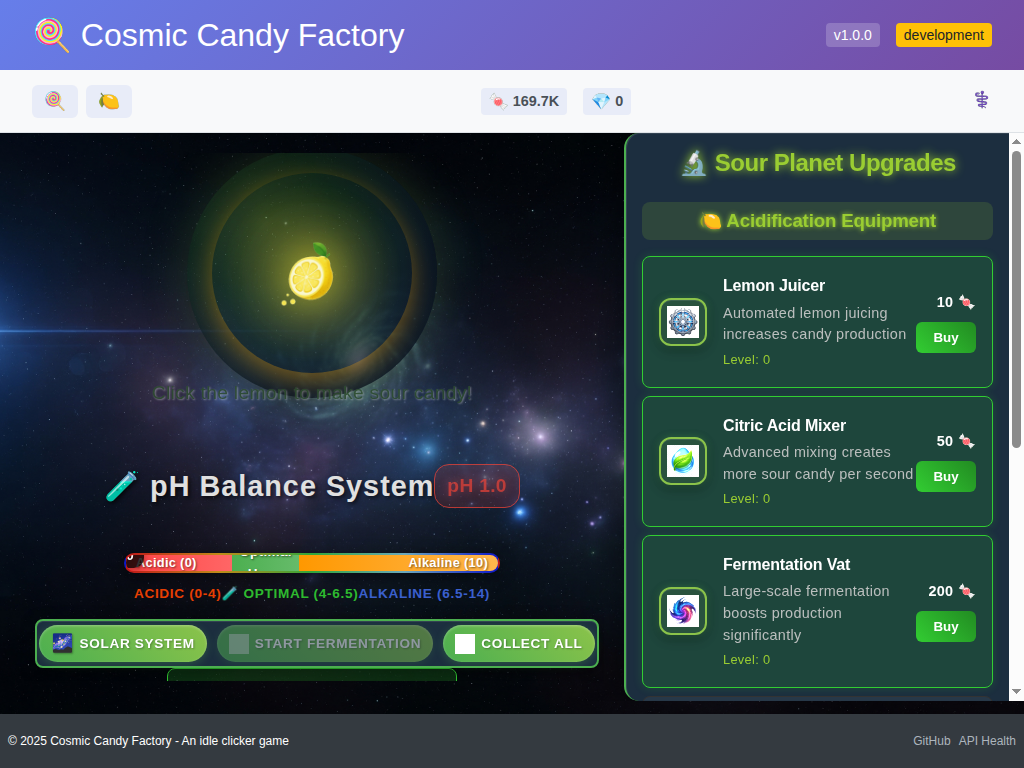 Cosmic Candy Factory
v1.0.0
development
169.7K
0
Click the lemon to make sour candy!
pH Balance System
pH 1.0
Acidic (0)
Alkaline (10)
ACIDIC (0-4)
OPTIMAL (4-6.5)
ALKALINE (6.5-14)
SOLAR SYSTEM
START FERMENTATION
COLLECT ALL
Sour Planet Upgrades
Acidification Equipment
Lemon Juicer
Automated lemon juicing
increases candy production
Level: 0
10
Buy
Citric Acid Mixer
Advanced mixing creates
more sour candy per second
Level: 0
50
Buy
Fermentation Vat
Large-scale fermentation
boosts production
significantly
Level: 0
200
Buy
© 2025 Cosmic Candy Factory - An idle clicker game
GitHub
API Health